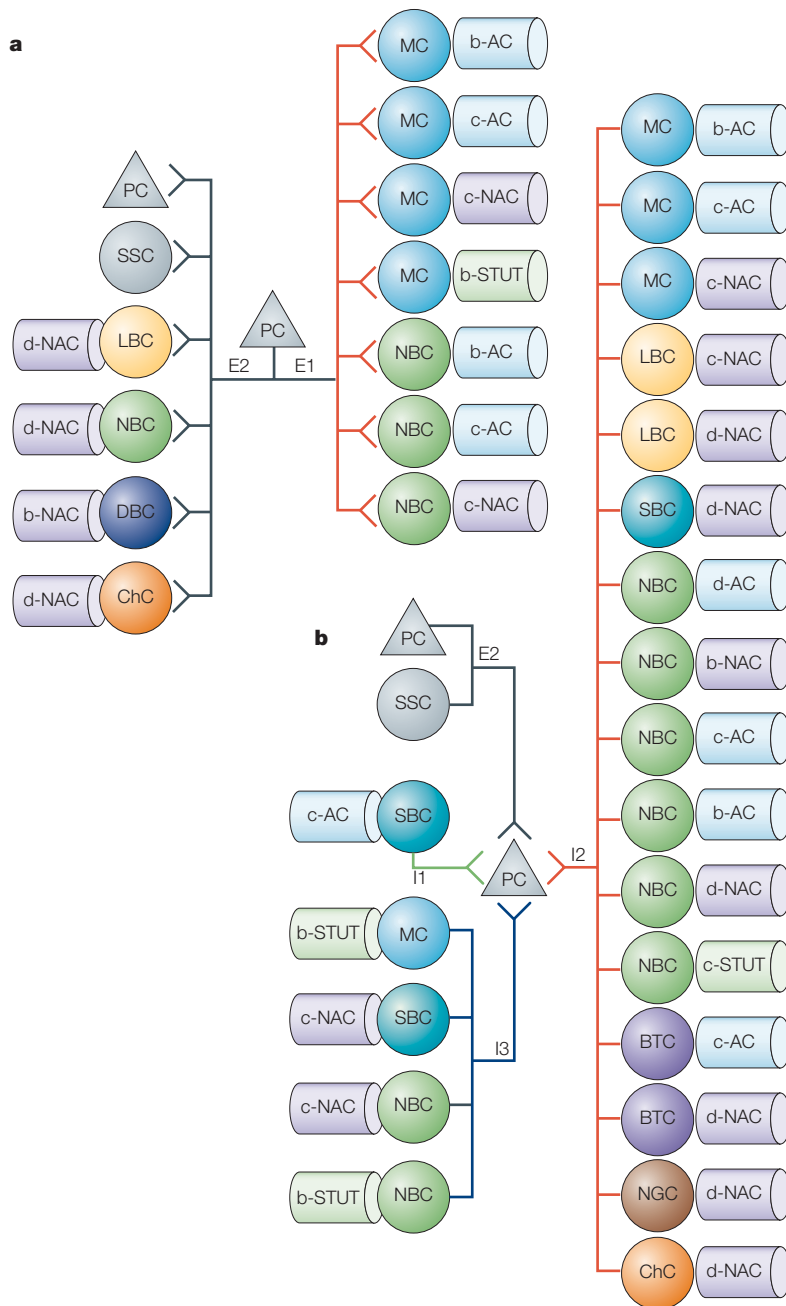 a
PC
SSC
d-NAC LBC
d-NAC NBC
b-NAC DBC
d-NAC ChC
PC
E2 E1
MC b-AC
MC c-AC
MC c-NAC
MC b-STUT
NBC b-AC
NBC c-AC
NBC c-NAC
b
PC
E2
SSC
c-AC SBC
I1
PC
I2
b-STUT MC
c-NAC SBC
I3
c-NAC NBC
b-STUT NBC
MC b-AC
MC c-AC
MC c-NAC
LBC c-NAC
LBC d-NAC
SBC d-NAC
NBC d-AC
NBC b-NAC
NBC c-AC
NBC b-AC
NBC d-NAC
NBC c-STUT
BTC c-AC
BTC d-NAC
NGC d-NAC
ChC d-NAC